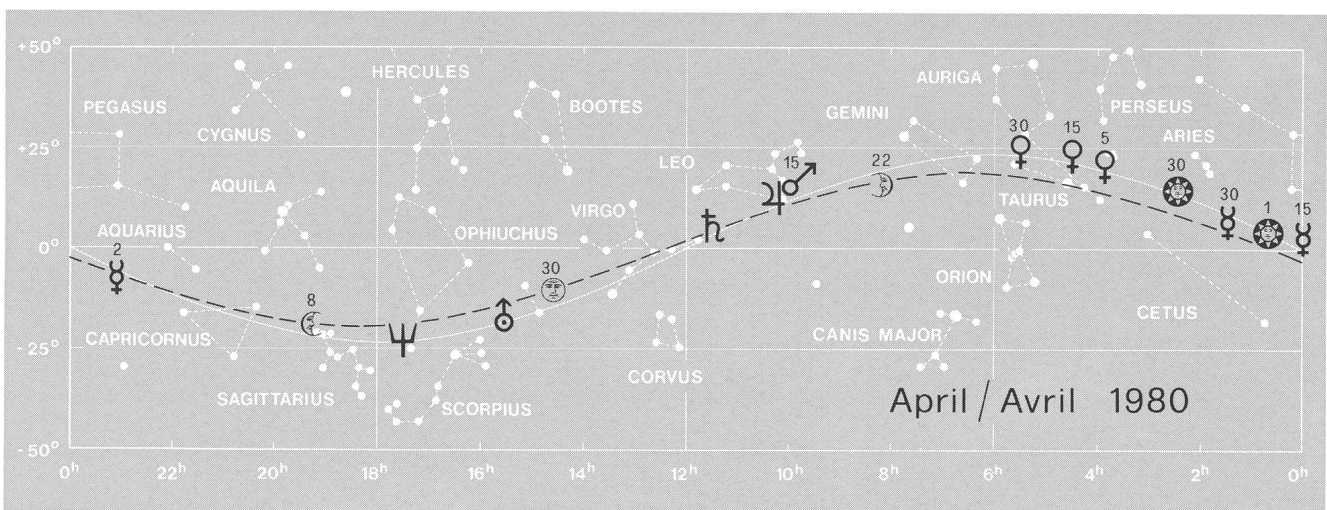 +50°
HERCULES
AURIGA
PEGASUS
BOOTES
PERSEUS
CYGNUS
GEMINI
30 15 5
ARIES
+25°
LEO
15
22
30
AQUILA
VIRGO
TAURUS
30
1
15
AQUARIUS
OPHIUCHUS
0°
2
30
ORION
8
CETUS
CAPRICORNUS
CANIS MAJOR
-25°
CORVUS
SAGITTARIUS
SCORPIUS
April / Avril 1980
-50°
0h 22h 20h 18h 16h 14h 12h 10h 8h 6h 4h 2h 0h